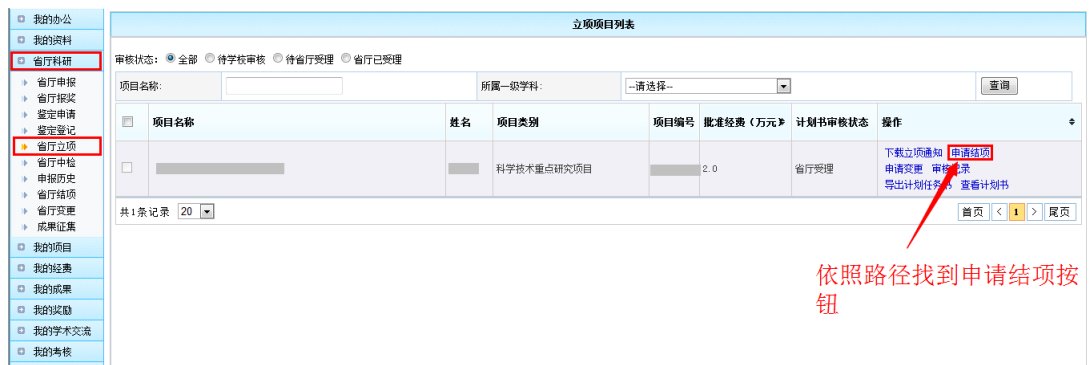 我的办公
我的资料
省厅科研
省厅申报
省厅报奖
鉴定申请
鉴定登记
省厅立项
省厅中检
申报历史
省厅结项
省厅变更
成果征集
我的项目
我的经费
我的成果
我的奖励
我的学术交流
我的考核
立项项目列表
审核状态: 全部 待学校审核 待省厅受理 省厅已受理
项目名称: 所属一级学科: --请选择-- 查询
项目名称 姓名 项目类别 项目编号 批准经费(万元) 计划书审核状态 操作
科学技术重点研究项目 2.0 省厅受理
下载立项通知 申请结项
申请变更 审核记录
导出计划任务书 查看计划书
共1条记录 20 首页 < 1 > 尾页
依照路径找到申请结项按
钮